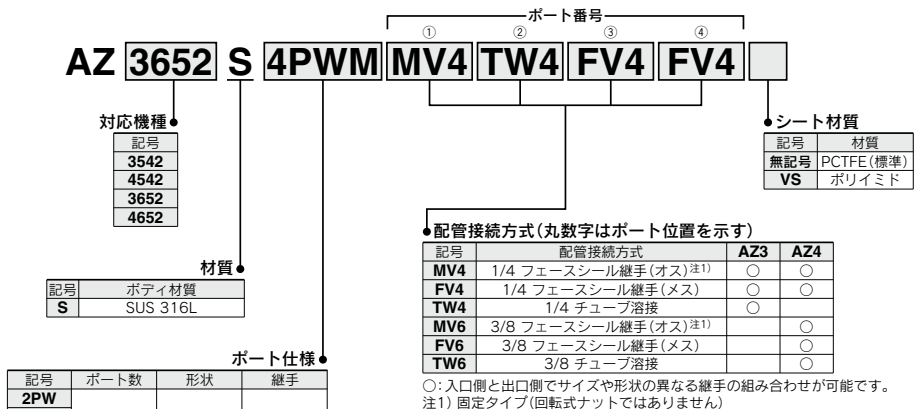 ポート番号
① ② ③ ④
AZ 3652 S 4PWM MV4 TW4 FV4 FV4
対応機種
記号
3542
4542
3652
4652
シート材質
記号 材質
無記号 PCTFE(標準)
VS ポリイミド
配管接続方式(丸数字はポート位置を示す)
記号 配管接続方式 AZ3 AZ4
MV4 1/4 フェースシール継手(オス)注1) ○ ○
FV4 1/4 フェースシール継手(メス) ○ ○
TW4 1/4 チューブ溶接 ○
MV6 3/8 フェースシール継手(オス)注1) ○
FV6 3/8 フェースシール継手(メス) ○
TW6 3/8 チューブ溶接 ○
○：入口側と出口側でサイズや形状の異なる継手の組み合わせが可能です。
注1) 固定タイプ(回転式ナットではありません)
材質
記号 ボディ材質
S SUS 316L
ポート仕様
記号 ポート数 形状 継手
2PW